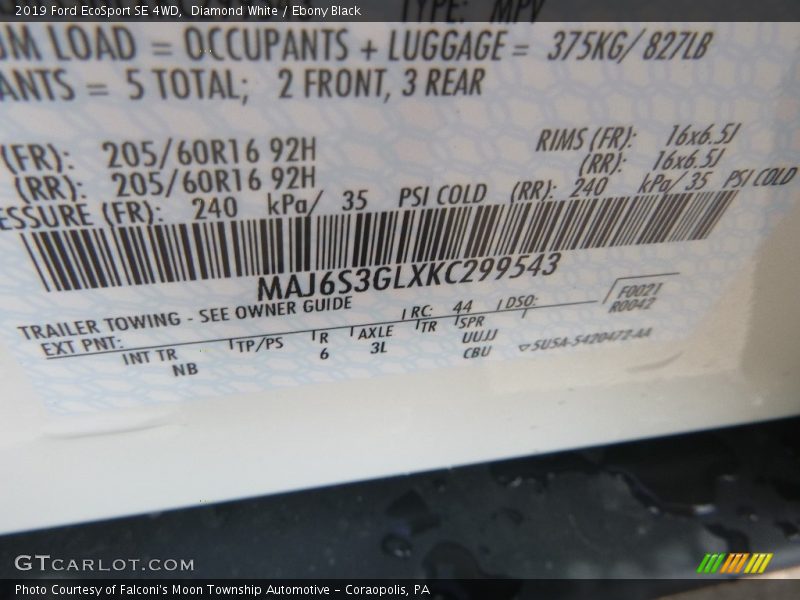 2019 Ford EcoSport SE 4WD, Diamond White / Ebony Black
TYPE: MPV
UM LOAD = OCCUPANTS + LUGGAGE = 375KG/ 827LB
ANTS = 5 TOTAL; 2 FRONT, 3 REAR
(FR): 205/60R16 92H RIMS (FR): 16x6.5J
(RR): 205/60R16 92H (RR): 16x6.5J
ESSURE (FR): 240 kPa/ 35 PSI COLD (RR): 240 kPa/ 35 PSI COLD
MAJ6S3GLXKC299543
TRAILER TOWING - SEE OWNER GUIDE
EXT PNT: RC: 44 DSO: F0021
R0042
INT TR TP/PS R AXLE TR SPR
NB 6 3L UUJJ
CBU
5U5A-5420472-AA
GTCARLOT.COM
Photo Courtesy of Falconi's Moon Township Automotive - Coraopolis, PA